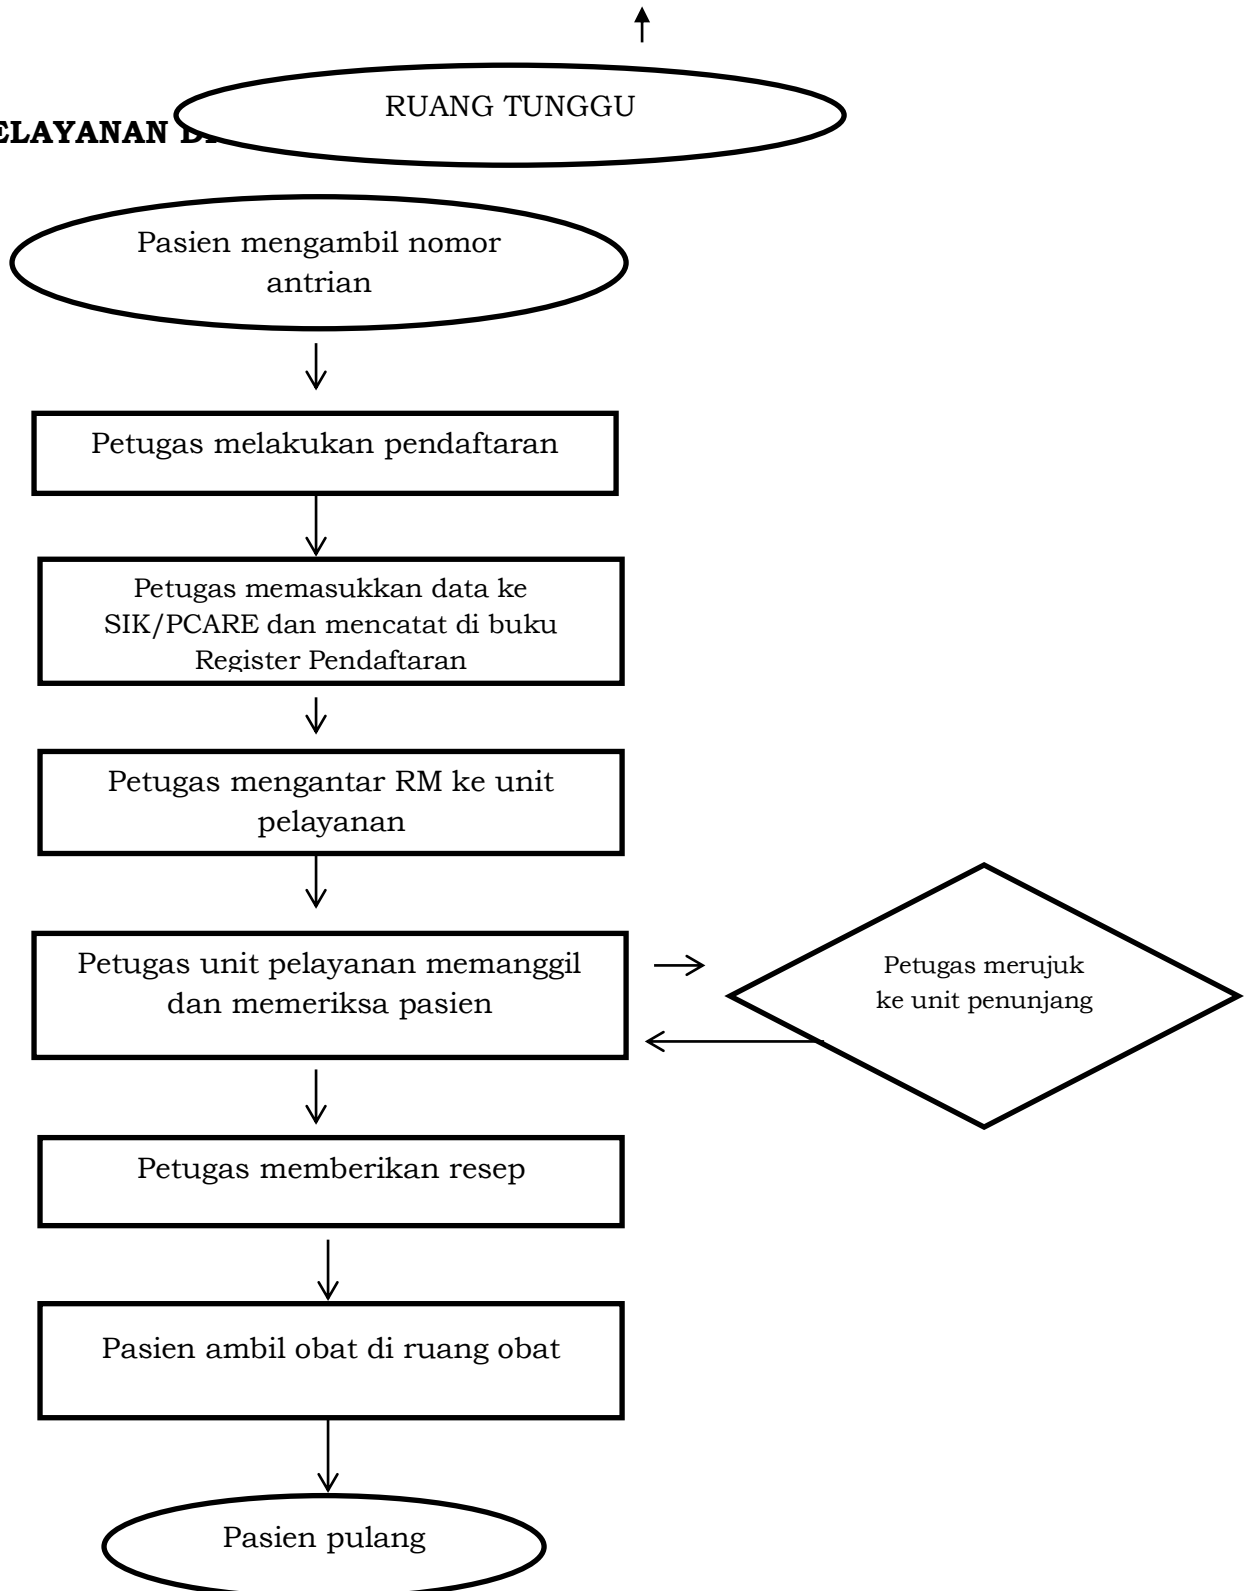 RUANG TUNGGU
ELAYANAN
Pasien mengambil nomor
antrian
Petugas melakukan pendaftaran
Petugas memasukkan data ke
SIK/PCARE dan mencatat di buku
Register Pendaftaran
Petugas mengantar RM ke unit
pelayanan
Petugas unit pelayanan memanggil
dan memeriksa pasien
Petugas merujuk
ke unit penunjang
Petugas memberikan resep
Pasien ambil obat di ruang obat
Pasien pulang